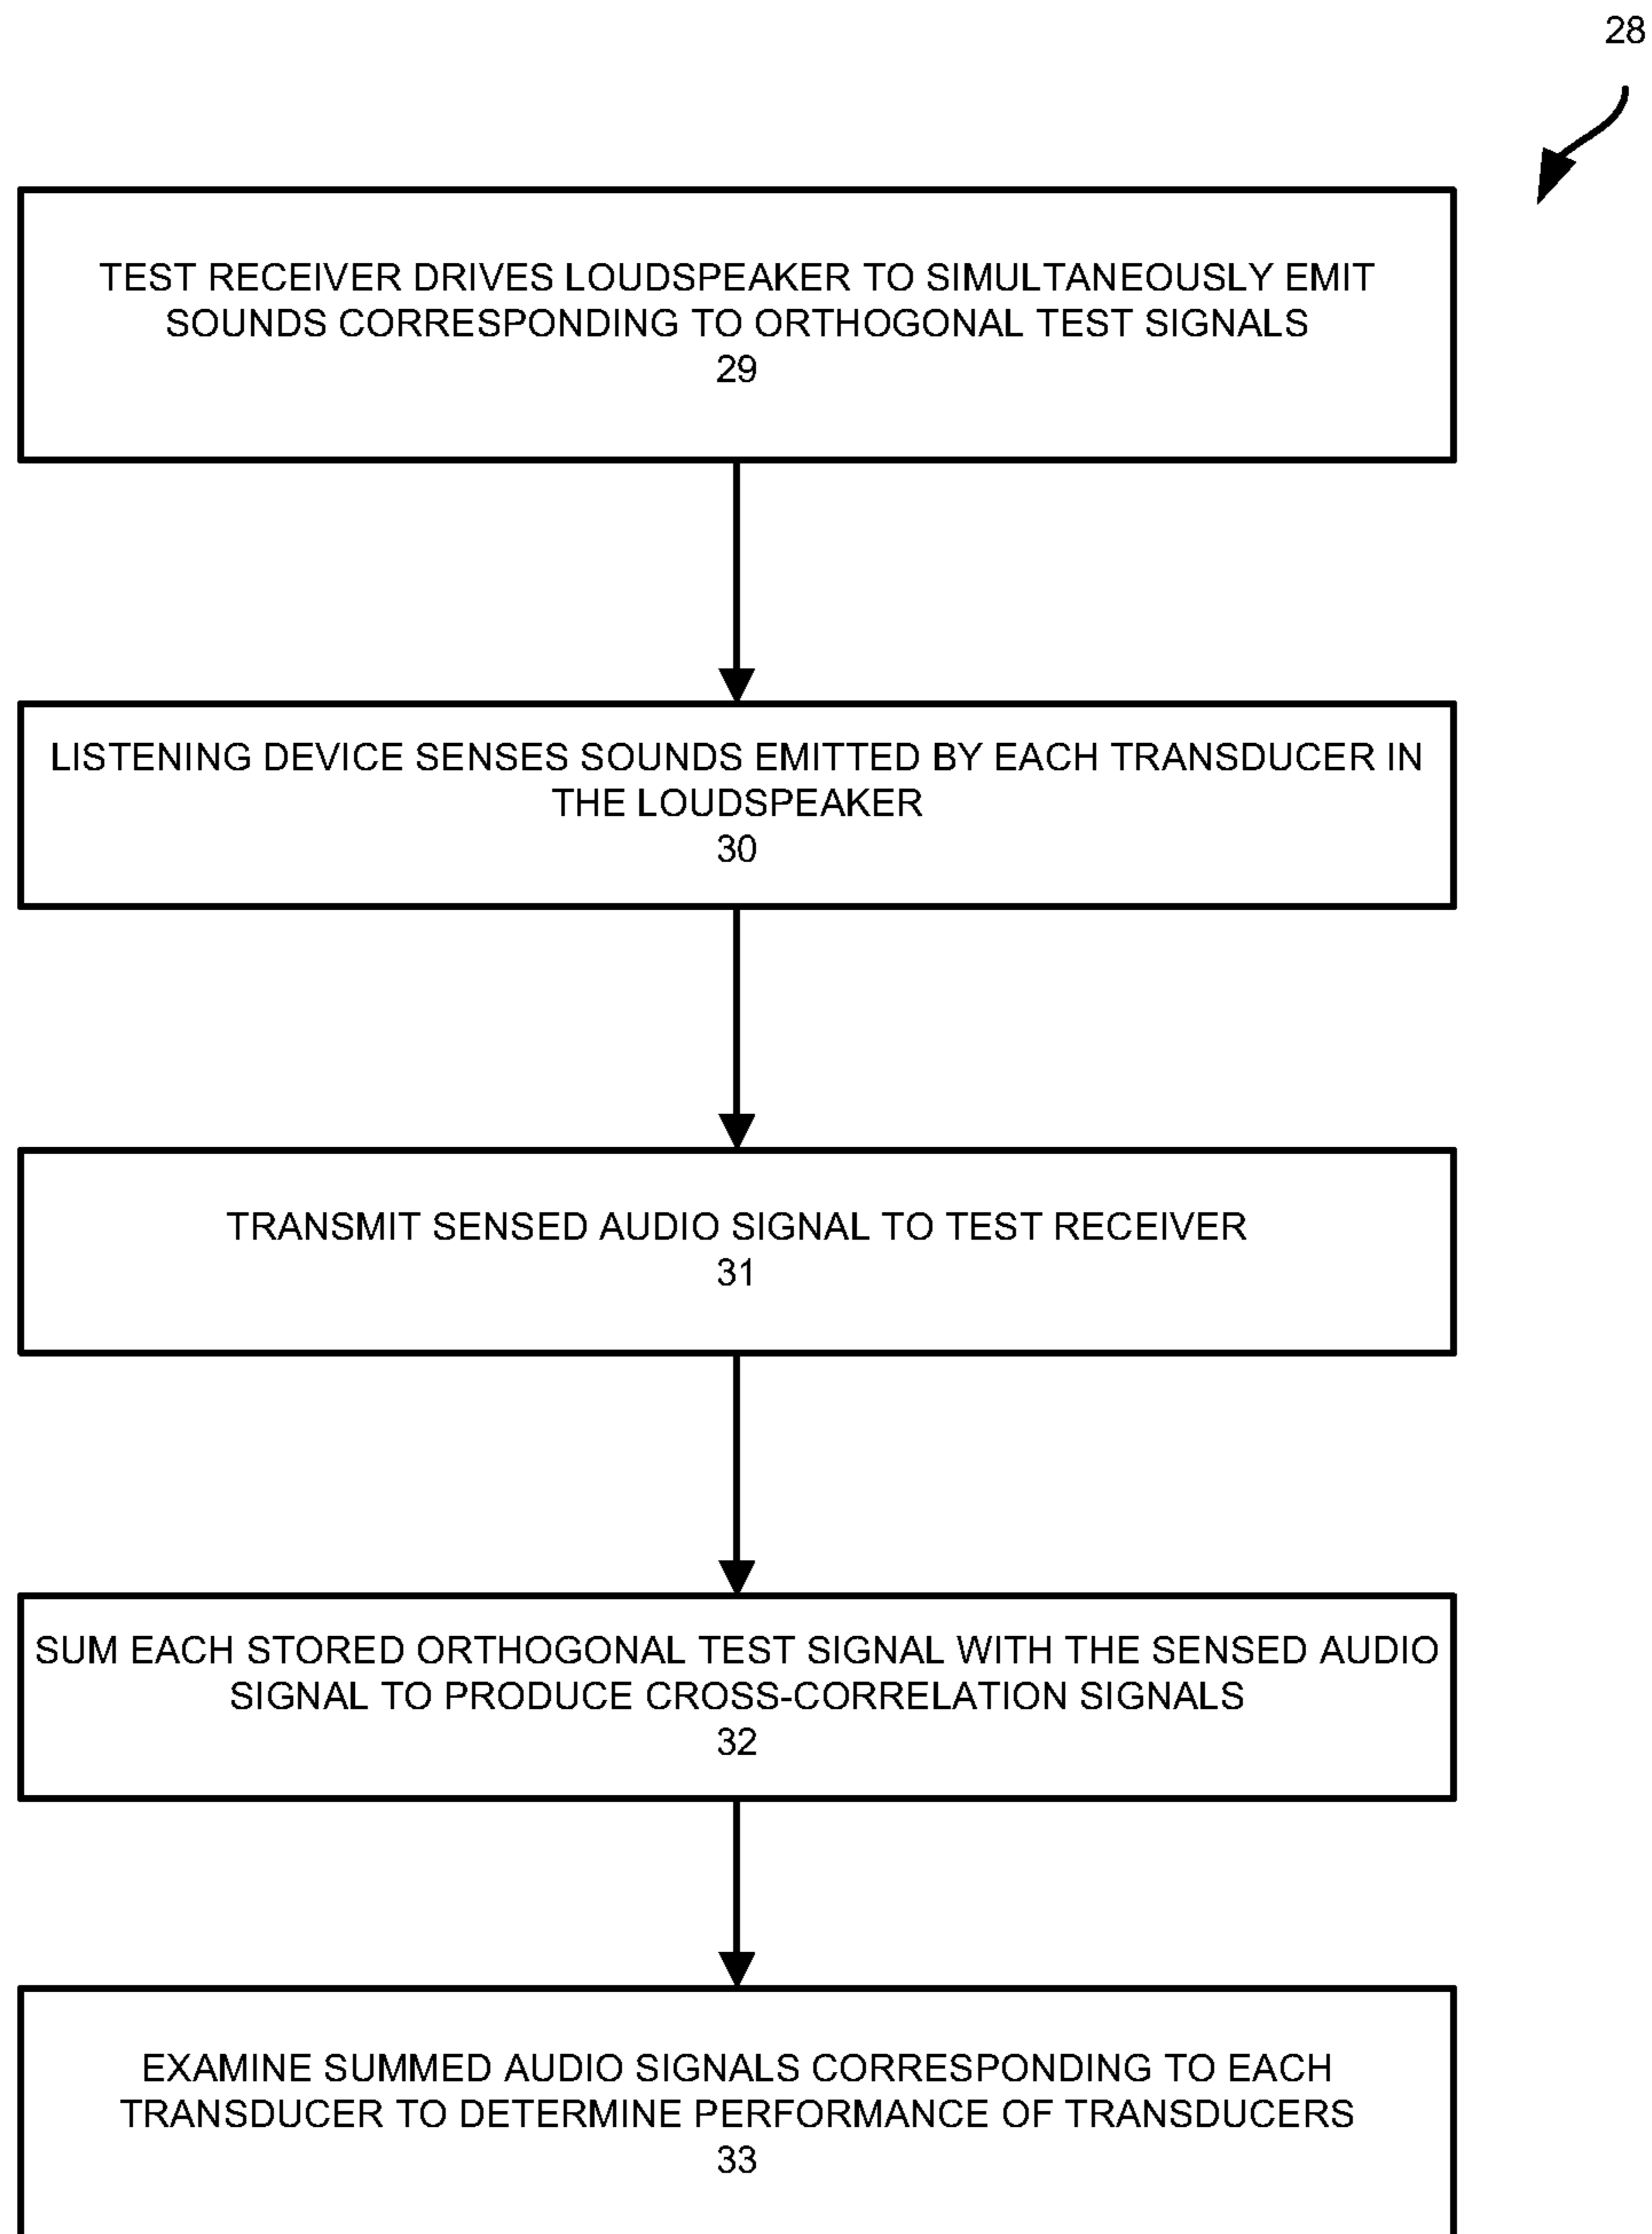 28
TEST RECEIVER DRIVES LOUDSPEAKER TO SIMULTANEOUSLY EMIT
SOUNDS CORRESPONDING TO ORTHOGONAL TEST SIGNALS
29
LISTENING DEVICE SENSES SOUNDS EMITTED BY EACH TRANSDUCER IN
THE LOUDSPEAKER
30
TRANSMIT SENSED AUDIO SIGNAL TO TEST RECEIVER
31
SUM EACH STORED ORTHOGONAL TEST SIGNAL WITH THE SENSED AUDIO
SIGNAL TO PRODUCE CROSS-CORRELATION SIGNALS
32
EXAMINE SUMMED AUDIO SIGNALS CORRESPONDING TO EACH
TRANSDUCER TO DETERMINE PERFORMANCE OF TRANSDUCERS
33